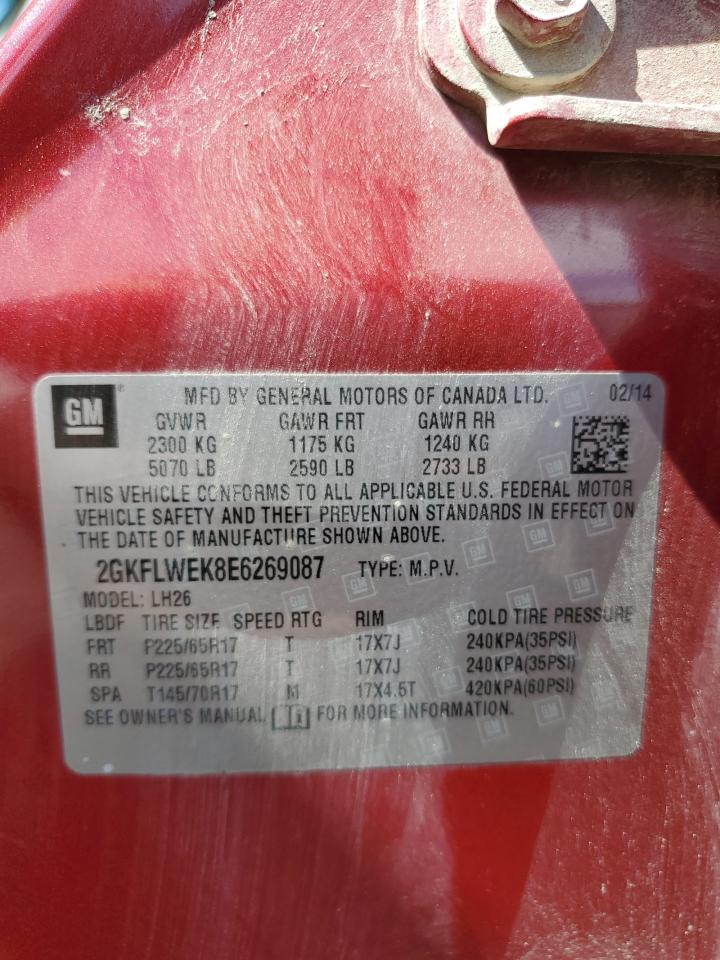 GM ® MFD BY GENERAL MOTORS OF CANADA LTD. 02/14
GVWR GAWR FRT GAWR RR
2300 KG 1175 KG 1240 KG
5070 LB 2590 LB 2733 LB
THIS VEHICLE CONFORMS TO ALL APPLICABLE U.S. FEDERAL MOTOR
VEHICLE SAFETY AND THEFT PREVENTION STANDARDS IN EFFECT ON
THE DATE OF MANUFACTURE SHOWN ABOVE.
2GKFLWEK8E6269087 TYPE: M.P.V.
MODEL: LH26
LBDF TIRE SIZE SPEED RTG RIM COLD TIRE PRESSURE
FRT P225/65R17 T 17X7J 240KPA(35PSI)
RR P225/65R17 T 17X7J 240KPA(35PSI)
SPA T145/70R17 M 17X4.5T 420KPA(60PSI)
SEE OWNER'S MANUAL FOR MORE INFORMATION.